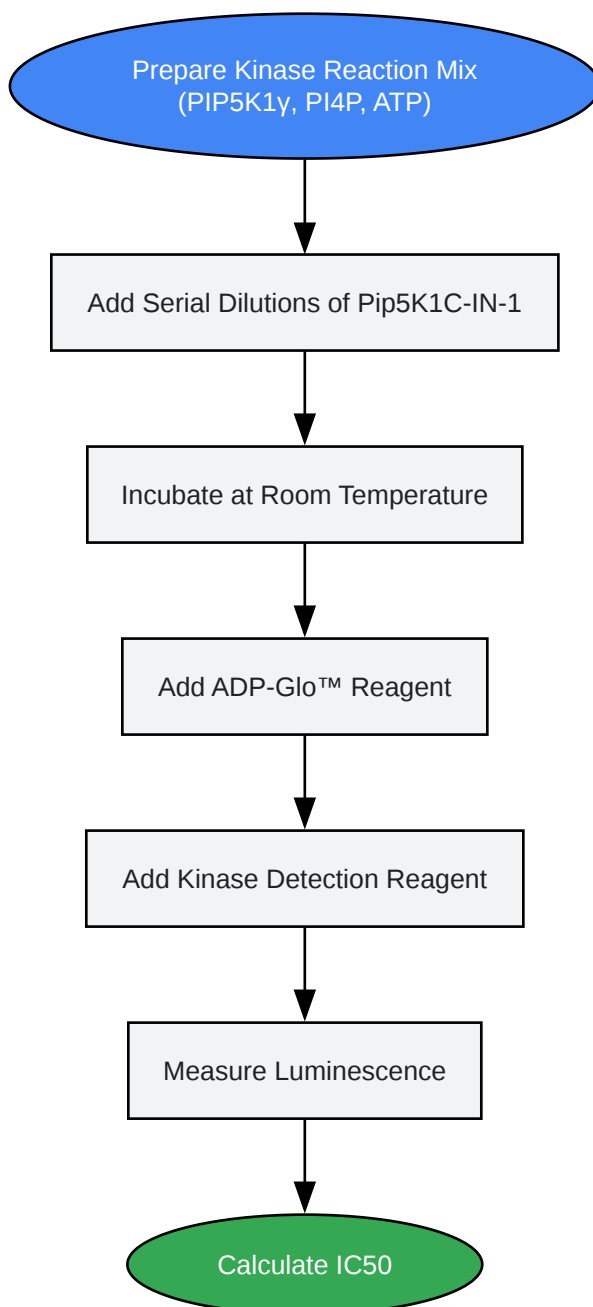 Prepare Kinase Reaction Mix
(PIP5K1γ, PI4P, ATP)
Add Serial Dilutions of Pip5K1C-IN-1
Incubate at Room Temperature
Add ADP-Glo™ Reagent
Add Kinase Detection Reagent
Measure Luminescence
Calculate IC50